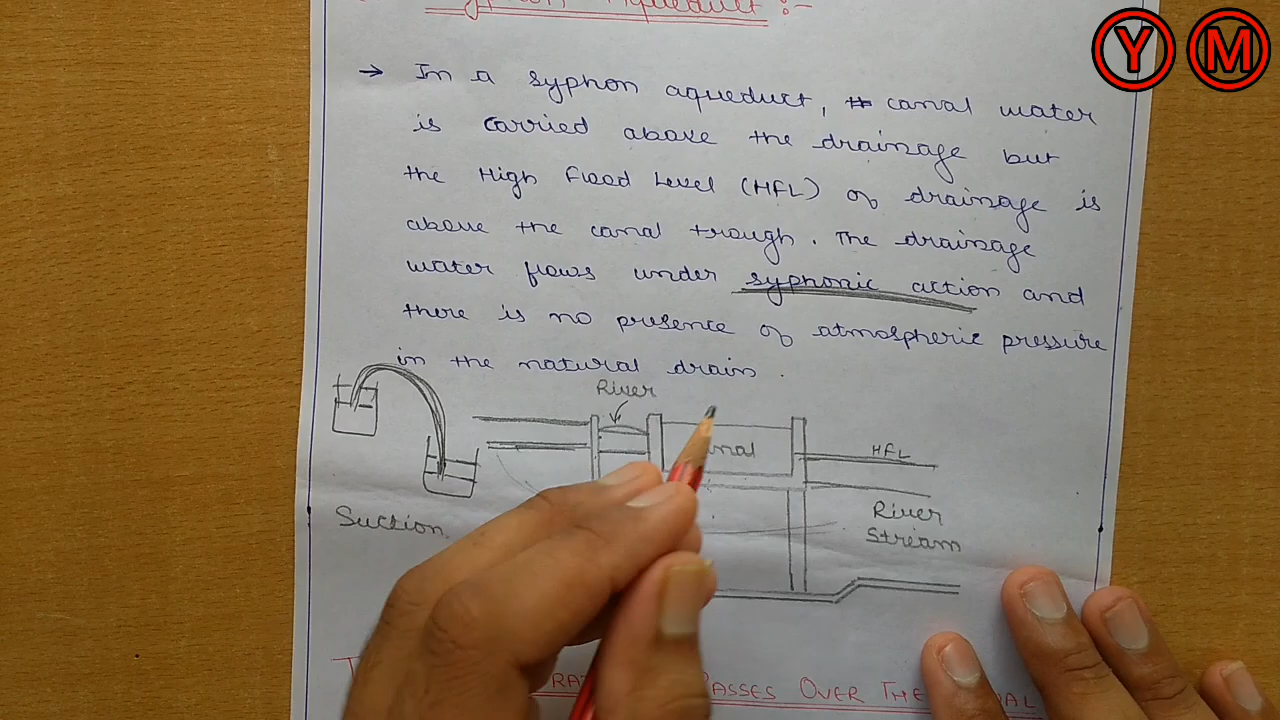 Aqueduct :-
→ In a syphon aqueduct, canal water
is carried above the drainage but
the High Flood Level (HFL) of drainage is
above the canal trough. The drainage
water flows under syphonic action and
there is no presence of atmospheric pressure
in the natural drain.
River
HFL
River
Stream
Suction
PASSES OVER THE
Y M